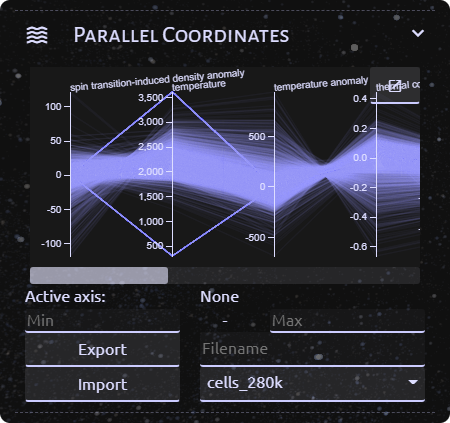 Parallel Coordinates
spin transition-induced density anomaly
temperature
temperature anomaly
100
50
0
-50
-100
3,500
3,000
2,500
2,000
1,500
1,000
500
500
0
-500
0.4
0.2
0.0
-0.2
-0.4
-0.6
Active axis: None
Min - Max
Export Filename
Import cells_280k